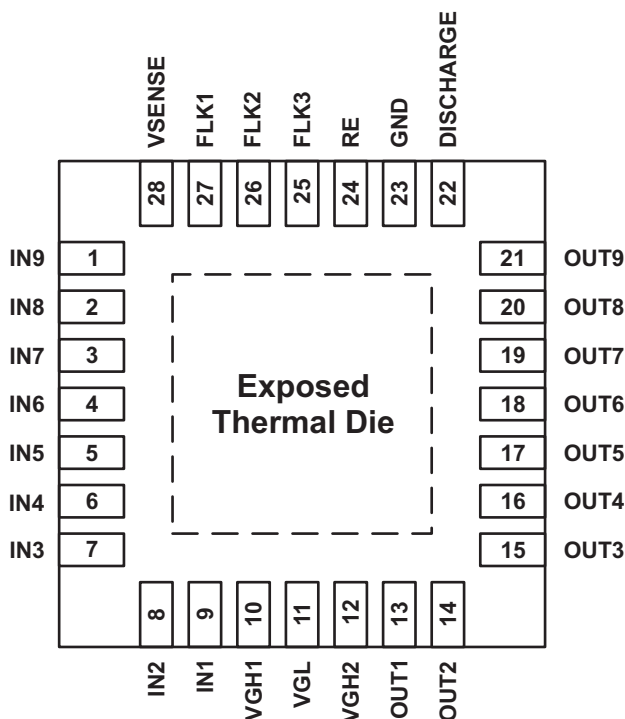 VSENSE
FLK1
FLK2
FLK3
RE
GND
DISCHARGE
28
27
26
25
24
23
22
IN9 1 21 OUT9
IN8 2 20 OUT8
IN7 3 19 OUT7
IN6 4 18 OUT6
IN5 5 17 OUT5
IN4 6 16 OUT4
IN3 7 15 OUT3
Exposed
Thermal Die
8
9
10
11
12
13
14
IN2
IN1
VGH1
VGL
VGH2
OUT1
OUT2